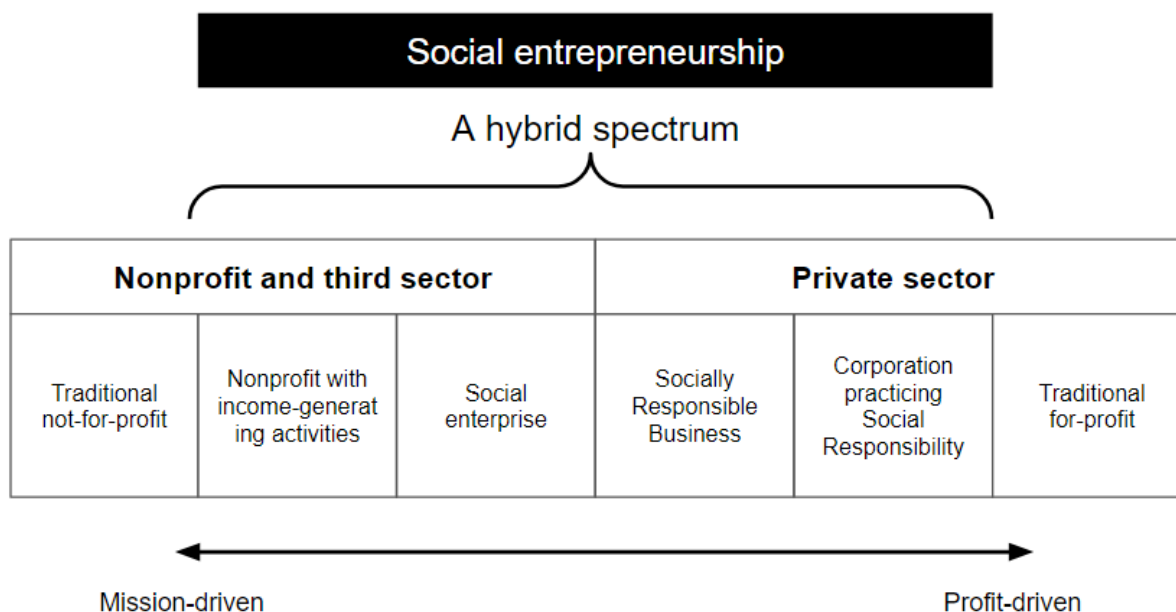 Social entrepreneurship
A hybrid spectrum
Nonprofit and third sector
Private sector
Traditional
not-for-profit
Nonprofit with
income-generat
ing activities
Social
enterprise
Socially
Responsible
Business
Corporation
practicing
Social
Responsibility
Traditional
for-profit
Mission-driven
Profit-driven